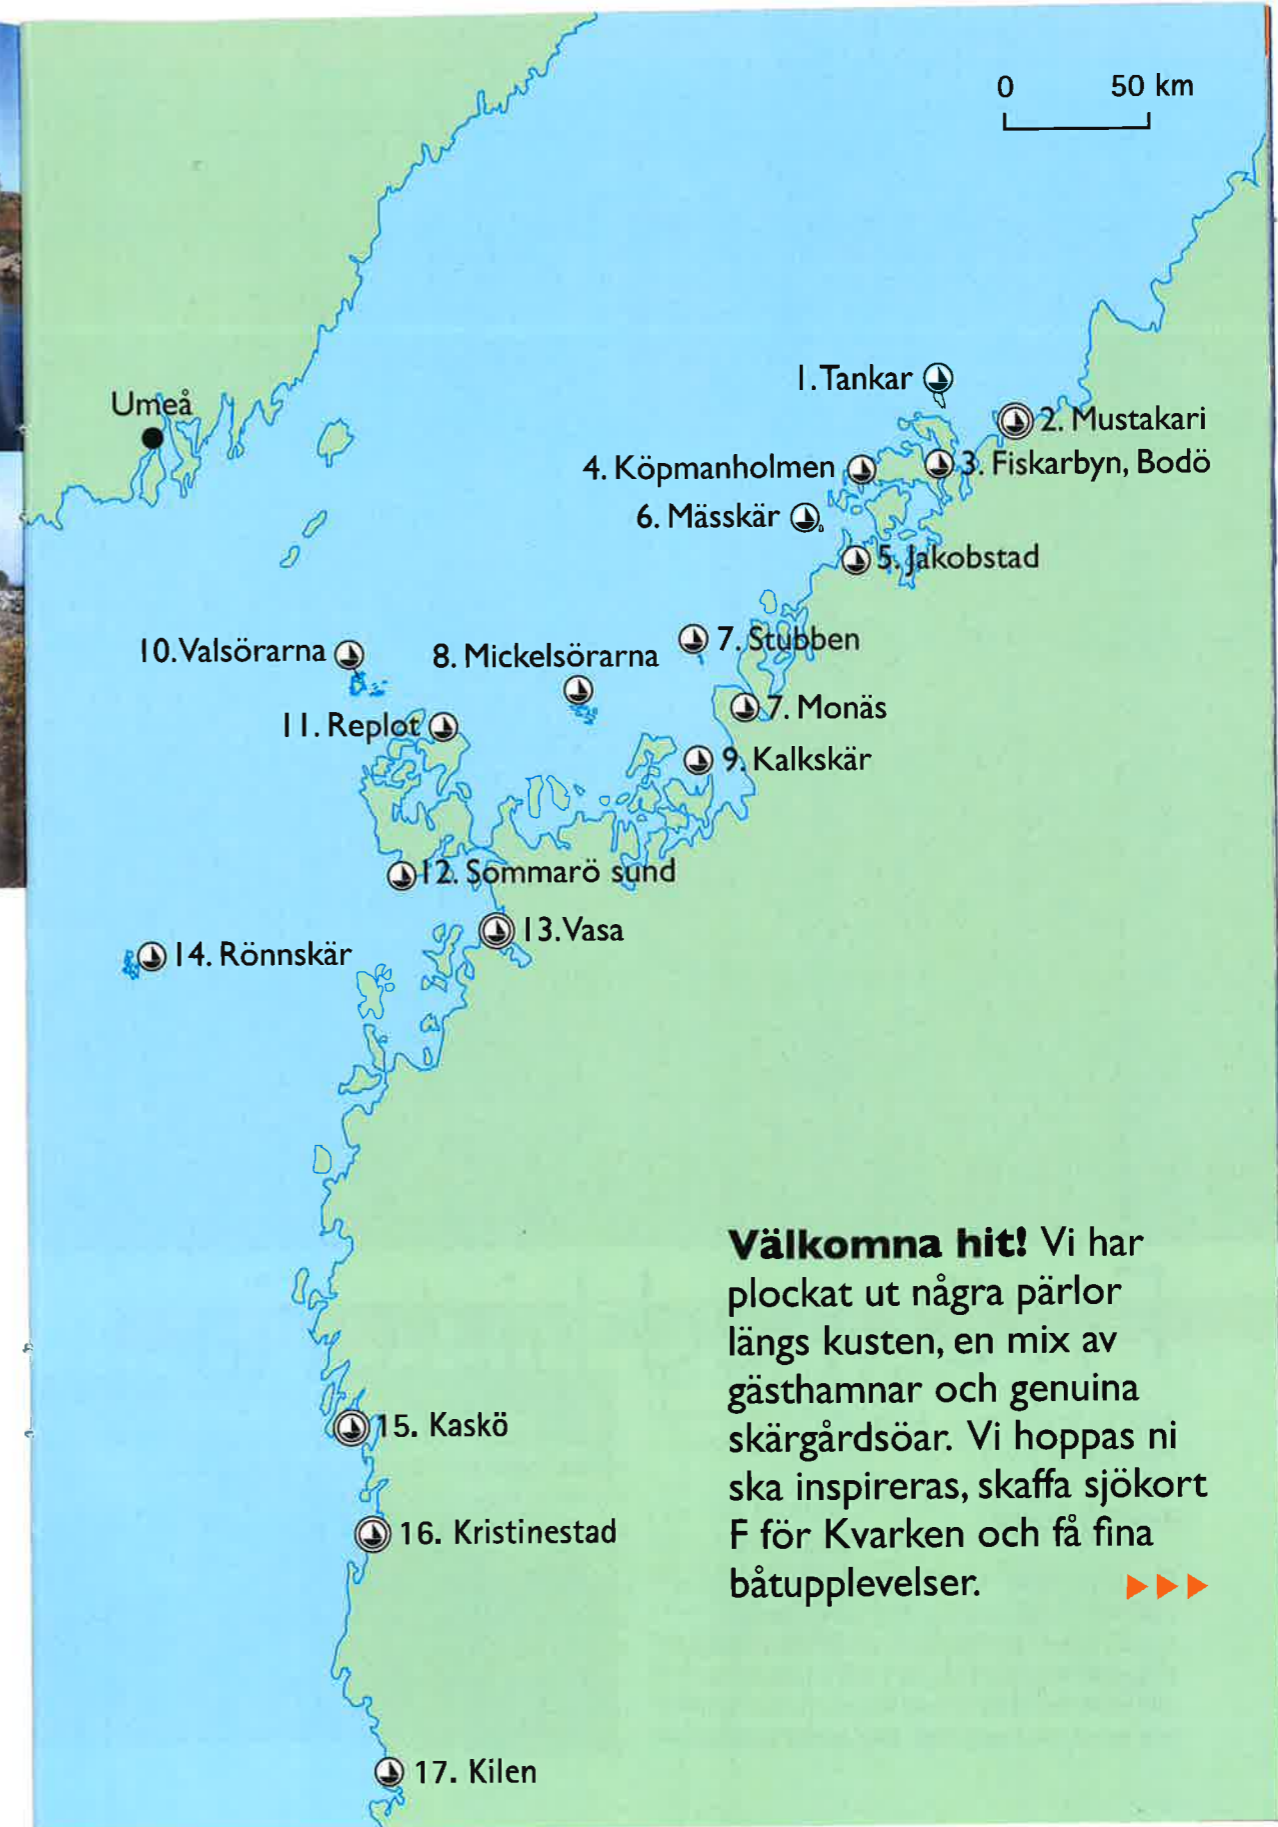 0 50 km
1. Tankar
Umeå
2. Mustakari
4. Köpmanholmen
3. Fiskarbyn, Bodö
6. Mässkär
5. Jakobstad
10. Valsörarna
8. Mickelsörarna
7. Stubben
7. Monäs
11. Replot
9. Kalkskär
12. Sommarö sund
13. Vasa
14. Rönnskär
Välkomna hit! Vi har
plockat ut några pärlor
längs kusten, en mix av
gästhamnar och genuina
skärgårdsöar. Vi hoppas ni
ska inspireras, skaffa sjökort
F för Kvarken och få fina
båtupplevelser.
15. Kaskö
16. Kristinestad
17. Kilen